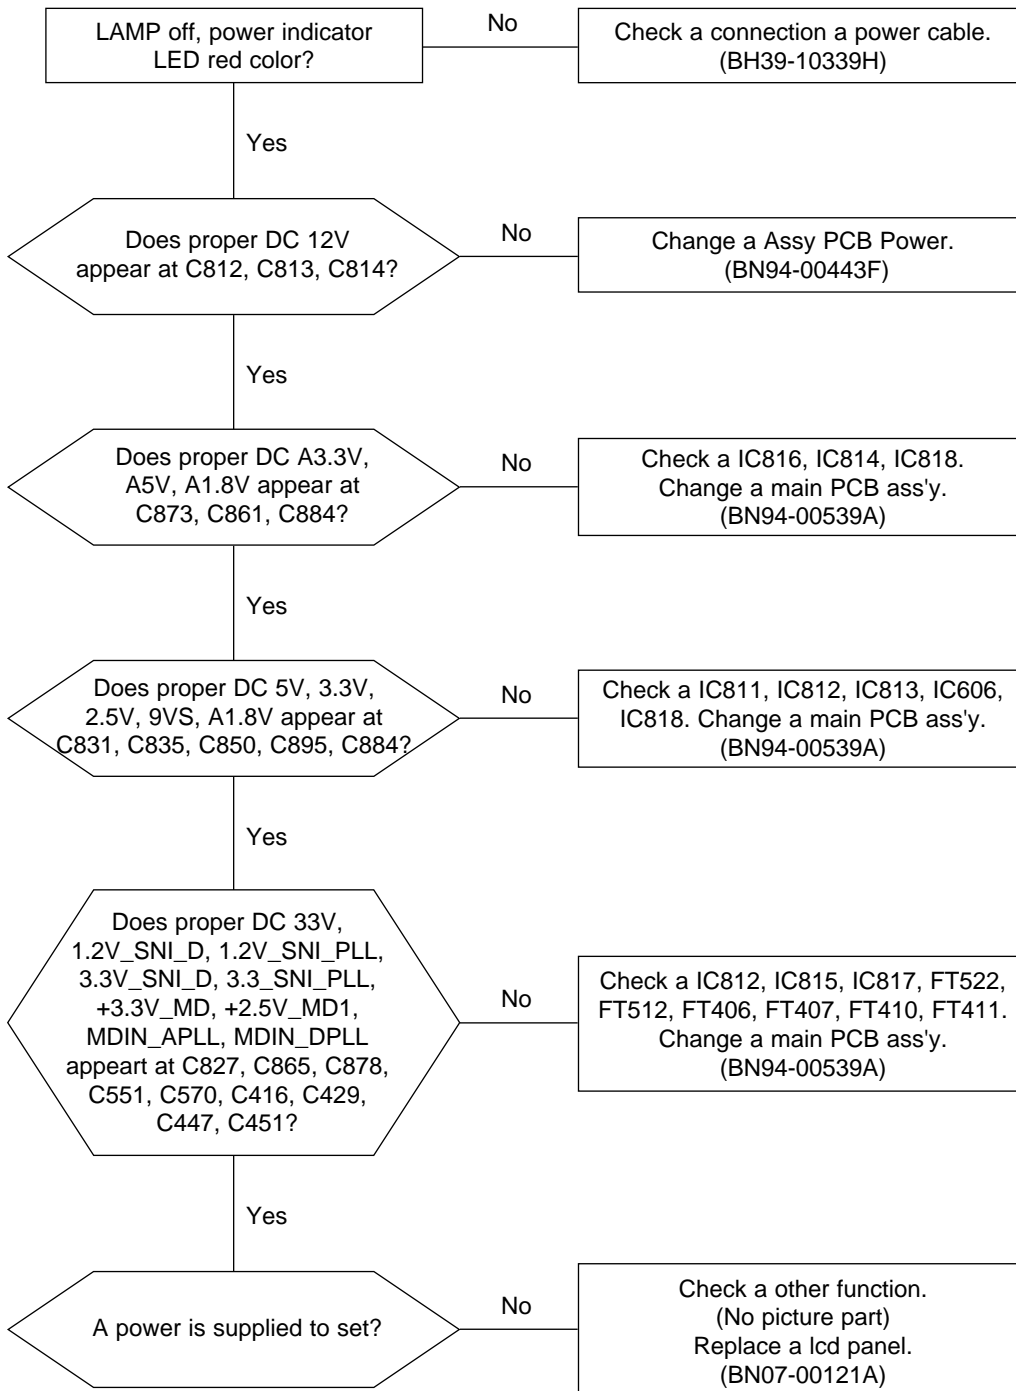 LAMP off, power indicator
LED red color?
No
Check a connection a power cable.
(BH39-10339H)
Yes
Does proper DC 12V
appear at C812, C813, C814?
No
Change a Assy PCB Power.
(BN94-00443F)
Yes
Does proper DC A3.3V,
A5V, A1.8V appear at
C873, C861, C884?
No
Check a IC816, IC814, IC818.
Change a main PCB ass'y.
(BN94-00539A)
Yes
Does proper DC 5V, 3.3V,
2.5V, 9VS, A1.8V appear at
C831, C835, C850, C895, C884?
No
Check a IC811, IC812, IC813, IC606,
IC818. Change a main PCB ass'y.
(BN94-00539A)
Yes
Does proper DC 33V,
1.2V_SNI_D, 1.2V_SNI_PLL,
3.3V_SNI_D, 3.3_SNI_PLL,
+3.3V_MD, +2.5V_MD1,
MDIN_APLL, MDIN_DPLL
appeart at C827, C865, C878,
C551, C570, C416, C429,
C447, C451?
No
Check a IC812, IC815, IC817, FT522,
FT512, FT406, FT407, FT410, FT411.
Change a main PCB ass'y.
(BN94-00539A)
Yes
A power is supplied to set?
No
Check a other function.
(No picture part)
Replace a lcd panel.
(BN07-00121A)